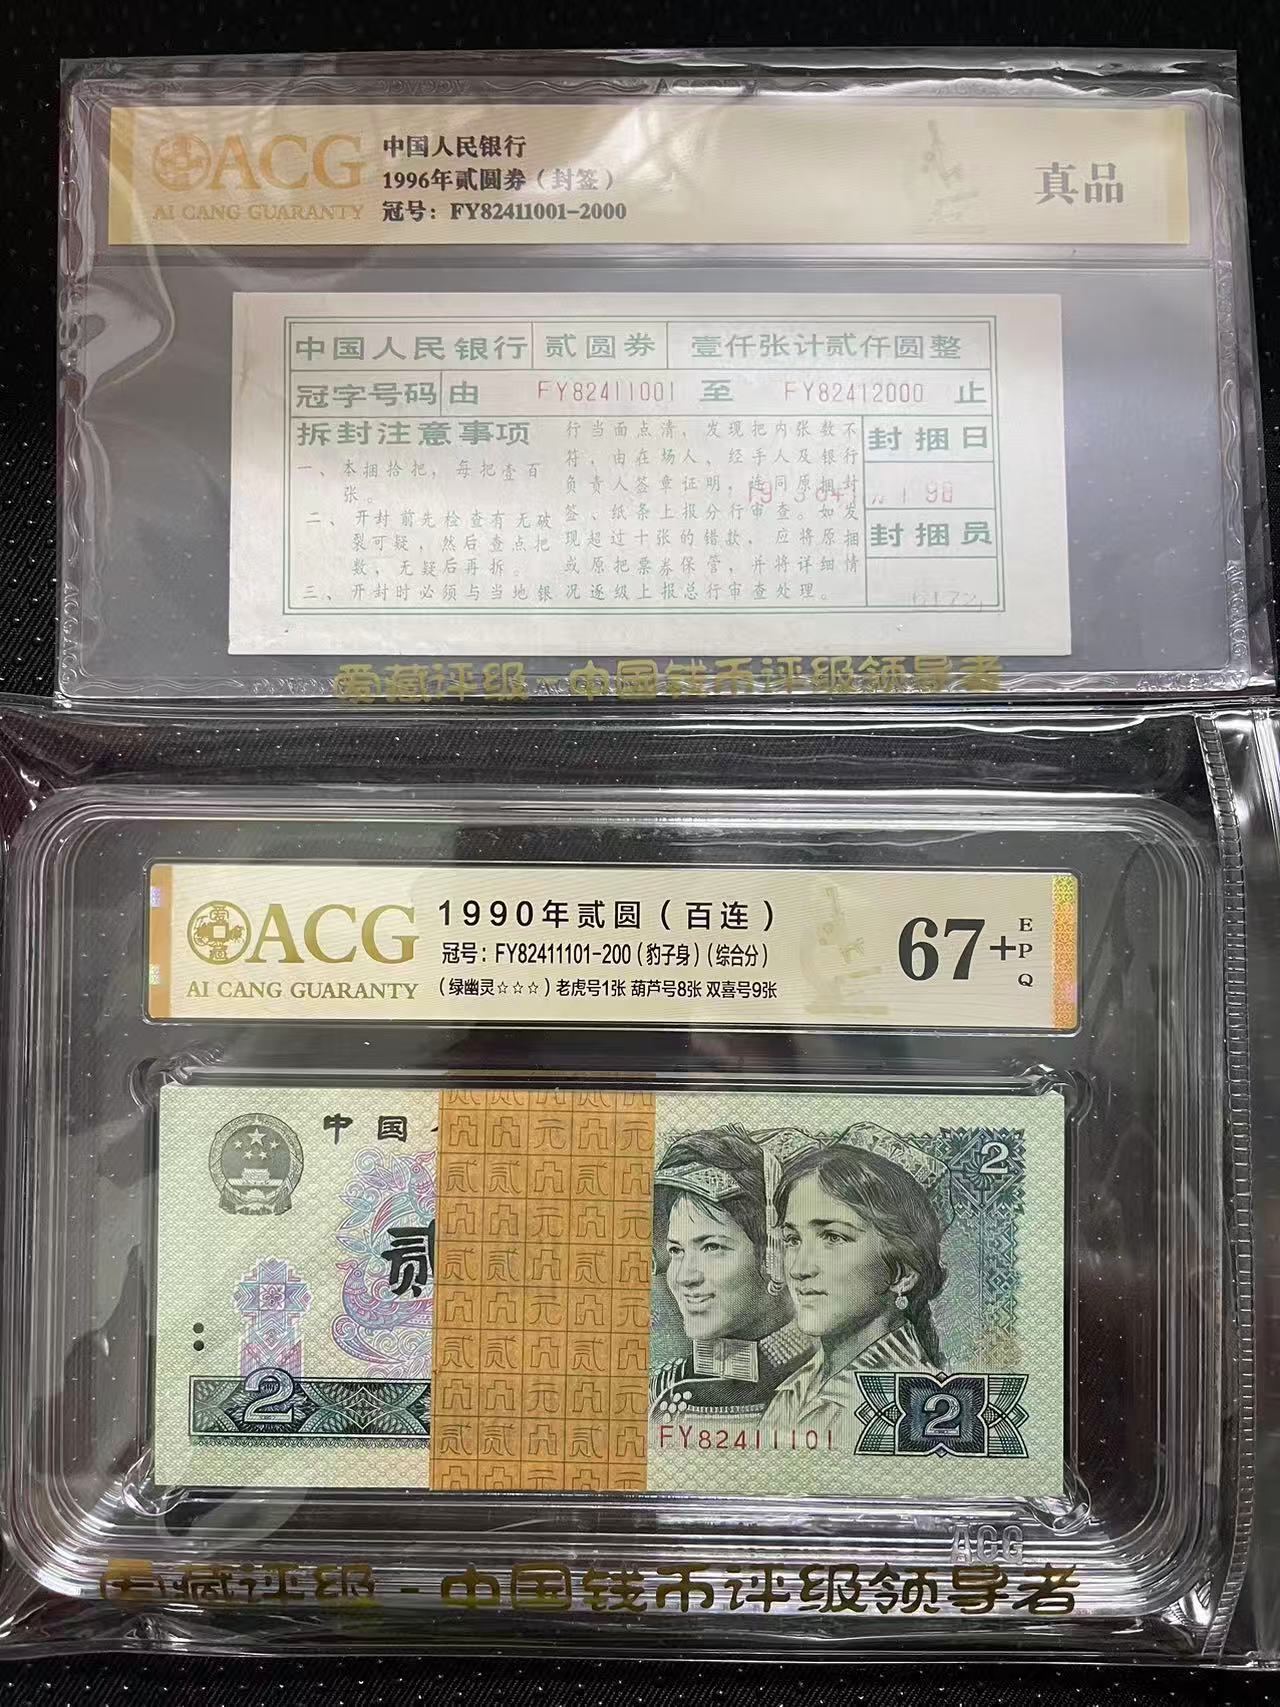 ACG
AI CANG GUARANTY
中国人民银行
1996年贰圆券（封签）
冠号：FY82411001-2000
真品
中国人民银行 贰圆券 壹仟张计贰仟圆整
冠字号码 由 FY82411001 至 FY82412000 止
拆封注意事项
一、本捆拾把，每把壹百
张。
二、开封前先检查有无破
裂可疑，然后查点把
数，无疑后再拆。
三、开封时必须与当地银
行当面点清，发现把内张数不
符，由在场人、经手人及银行
负责人签章证明，连同原捆封
签、纸条上报分行审查。如发
现超过十张的错款，应将原捆
或原把票券保管，并将详细情
况逐级上报总行审查处理。
封捆日
封捆员
爱藏评级-中国钱币评级领导者
ACG
AI CANG GUARANTY
1990年贰圆（百连）
冠号：FY82411101-200（豹子身）（综合分）
（绿幽灵☆☆☆）老虎号1张 葫芦号8张 双喜号9张
67+
EPQ
中国
贰
2
2
2
FY82411101
ACG
爱藏评级-中国钱币评级领导者